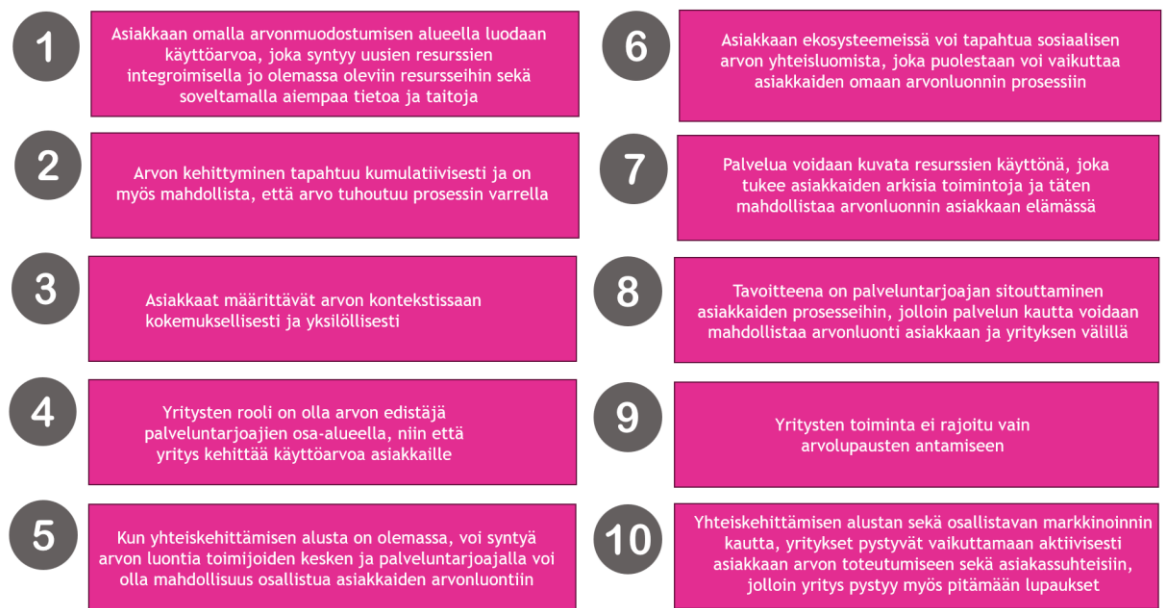 1
Asiakkaan omalla arvonmuodostumisen alueella luodaan
käyttöarvoa, joka syntyy uusien resurssien
integroimisella jo olemassa oleviin resursseihin sekä
soveltamalla aiempaa tietoa ja taitoja
2
Arvon kehittyminen tapahtuu kumulatiivisesti ja on
myös mahdollista, että arvo tuhoutuu prosessin varrella
3
Asiakkaat määrittävät arvon kontekstissaan
kokemuksellisesti ja yksilöllisesti
4
Yritysten rooli on olla arvon edistäjä
palveluntarjoajien osa-alueella, niin että
yritys kehittää käyttöarvoa asiakkaille
5
Kun yhteiskehittämisen alusta on olemassa, voi syntyä
arvon luontia toimijoiden kesken ja palveluntarjoajalla voi
olla mahdollisuus osallistua asiakkaiden arvonluontiin
6
Asiakkaan ekosysteemeissä voi tapahtua sosiaalisen
arvon yhteisluomista, joka puolestaan voi vaikuttaa
asiakkaiden omaan arvonluonnin prosessiin
7
Palvelua voidaan kuvata resurssien käyttönä, joka
tukee asiakkaiden arkisia toimintoja ja täten
mahdollistaa arvonluonnin asiakkaan elämässä
8
Tavoitteena on palveluntarjoajan sitouttaminen
asiakkaiden prosesseihin, jolloin palvelun kautta voidaan
mahdollistaa arvonluonti asiakkaan ja yrityksen välillä
9
Yritysten toiminta ei rajoitu vain
arvolupausten antamiseen
10
Yhteiskehittämisen alustan sekä osallistavan markkinoinnin
kautta, yritykset pystyvät vaikuttamaan aktiivisesti
asiakkaan arvon toteutumiseen sekä asiakassuhteisiin,
jolloin yritys pystyy myös pitämään lupaukset